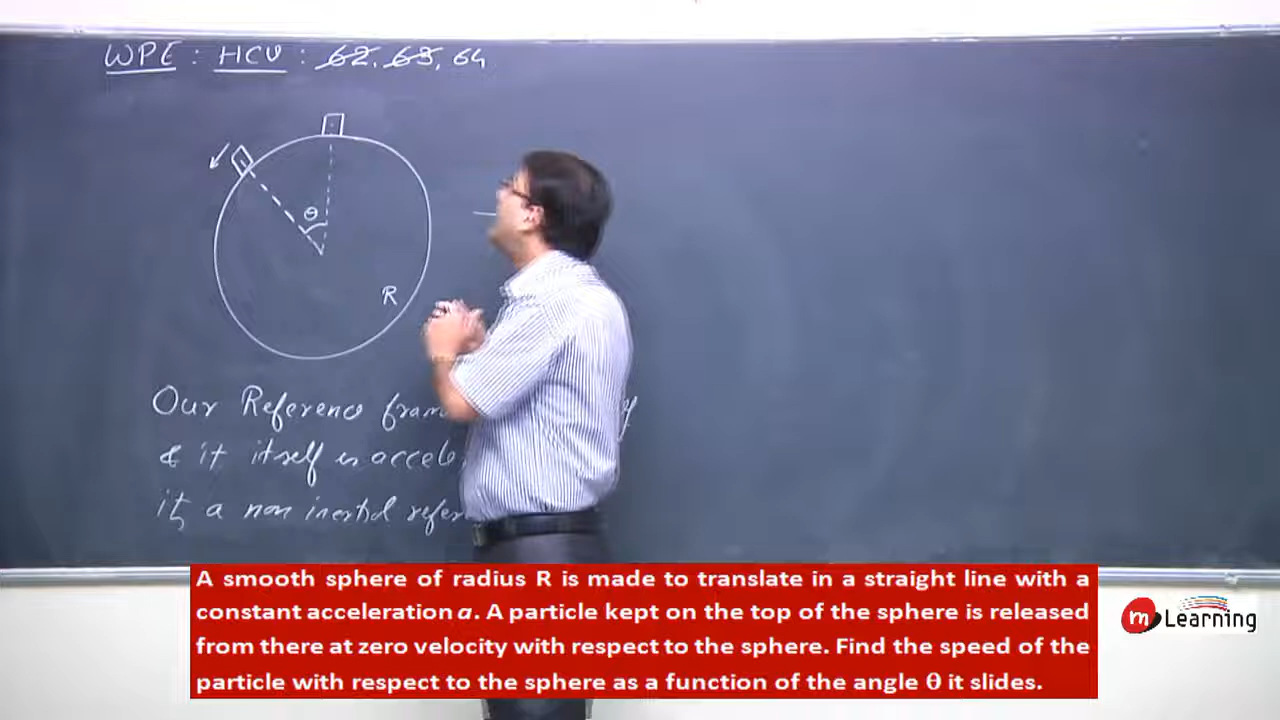 WPE : HCV : 62, 63, 64
θ
R
Our Reference
& it itself is
it, a non inertial
A smooth sphere of radius R is made to translate in a straight line with a
constant acceleration a. A particle kept on the top of the sphere is released
from there at zero velocity with respect to the sphere. Find the speed of the
particle with respect to the sphere as a function of the angle θ it slides.
m Learning